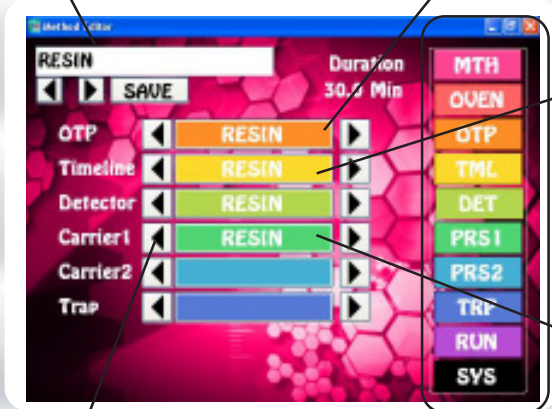 Method Editor
RESIN
Duration
SAVE
30.0 Min
OTP RESIN
Timeline RESIN
Detector RESIN
Carrier1 RESIN
Carrier2
Trap
MTH
OVEN
OTP
TML
DET
PRS1
PRS2
TRP
RUN
SYS